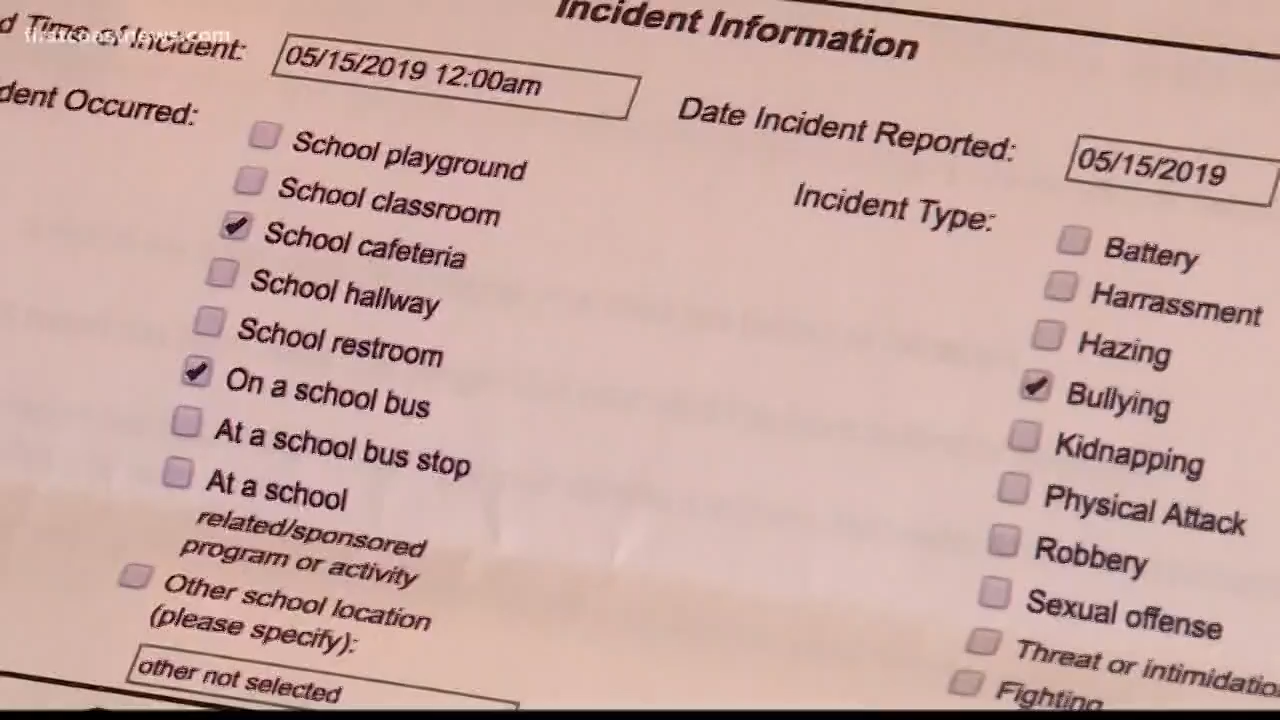 Incident Information
d Time of Incident:
firstcoastnews.com
05/15/2019 12:00am
Date Incident Reported:
05/15/2019
dent Occurred:
School playground
School classroom
School cafeteria
School hallway
School restroom
On a school bus
At a school bus stop
At a school
related/sponsored
program or activity
Other school location
(please specify):
other not selected
Incident Type:
Battery
Harrassment
Hazing
Bullying
Kidnapping
Physical Attack
Robbery
Sexual offense
Threat or intimidatio
Fighting